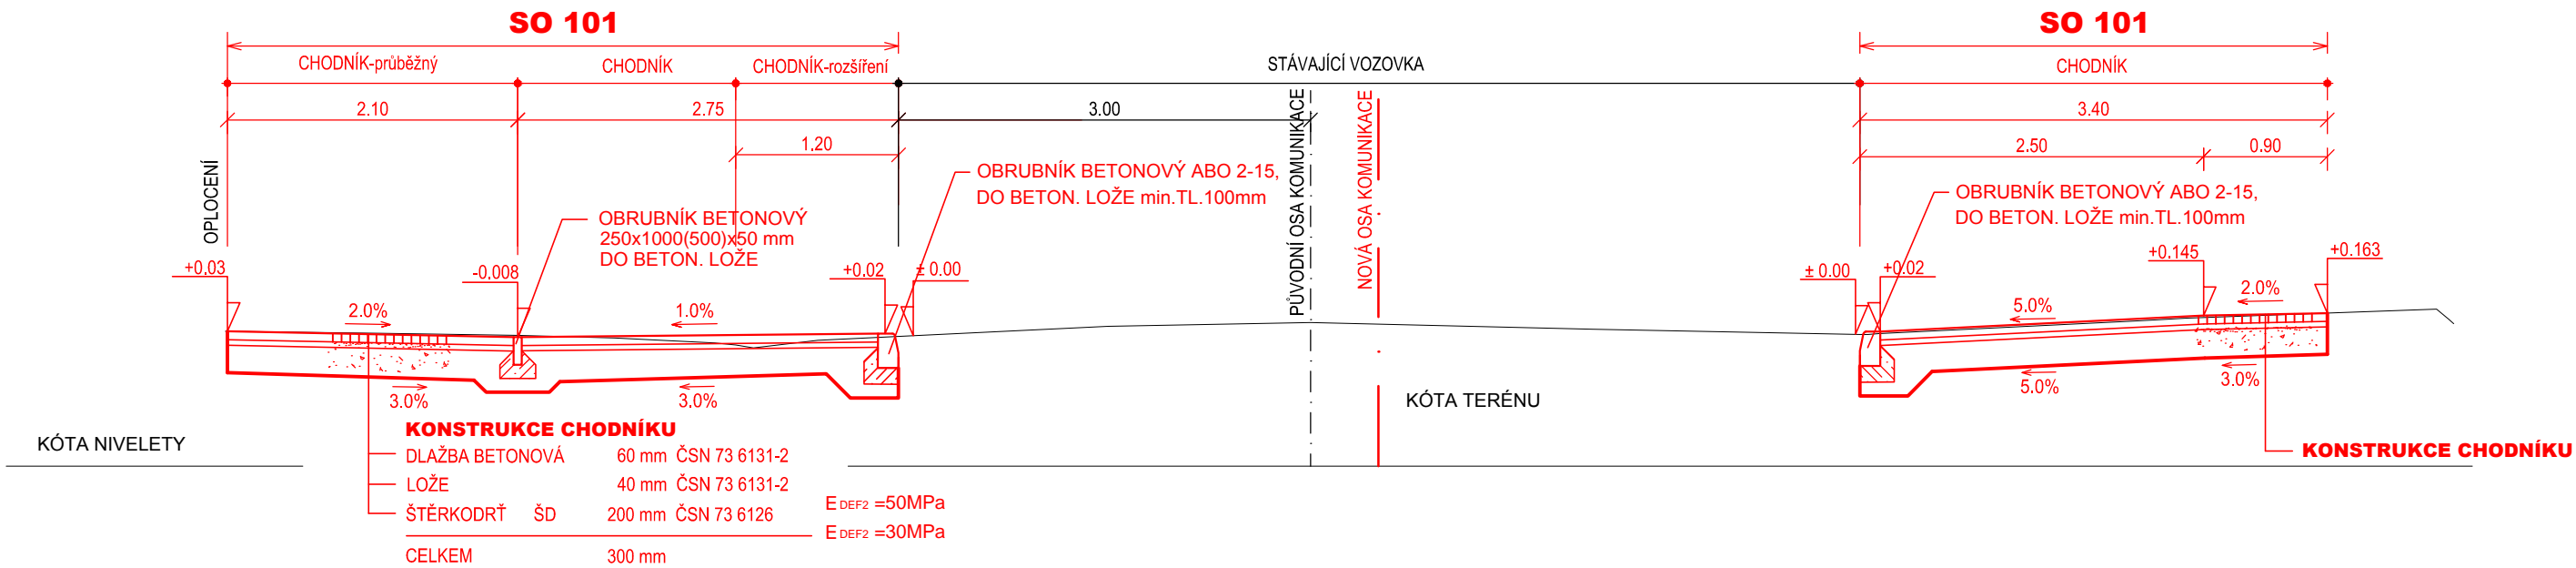 SO 101
SO 101
CHODNÍK-průběžný
CHODNÍK
CHODNÍK-rozšíření
STÁVAJÍCÍ VOZOVKA
CHODNÍK
2.10
2.75
3.00
3.40
1.20
2.50
0.90
OPLOCENÍ
PŮVODNÍ OSA KOMUNIKACE
NOVÁ OSA KOMUNIKACE
OBRUBNÍK BETONOVÝ ABO 2-15,
DO BETON. LOŽE min.TL.100mm
OBRUBNÍK BETONOVÝ ABO 2-15,
DO BETON. LOŽE min.TL.100mm
OBRUBNÍK BETONOVÝ
250x1000(500)x50 mm
DO BETON. LOŽE
+0.03
-0.008
+0.02
± 0.00
± 0.00
+0.02
+0.145
+0.163
2.0%
1.0%
5.0%
2.0%
3.0%
3.0%
5.0%
3.0%
KÓTA TERÉNU
KÓTA NIVELETY
KONSTRUKCE CHODNÍKU
DLAŽBA BETONOVÁ 60 mm ČSN 73 6131-2
LOŽE 40 mm ČSN 73 6131-2
ŠTĚRKODRŤ ŠD 200 mm ČSN 73 6126
E DEF2 =50MPa
E DEF2 =30MPa
CELKEM 300 mm
KONSTRUKCE CHODNÍKU